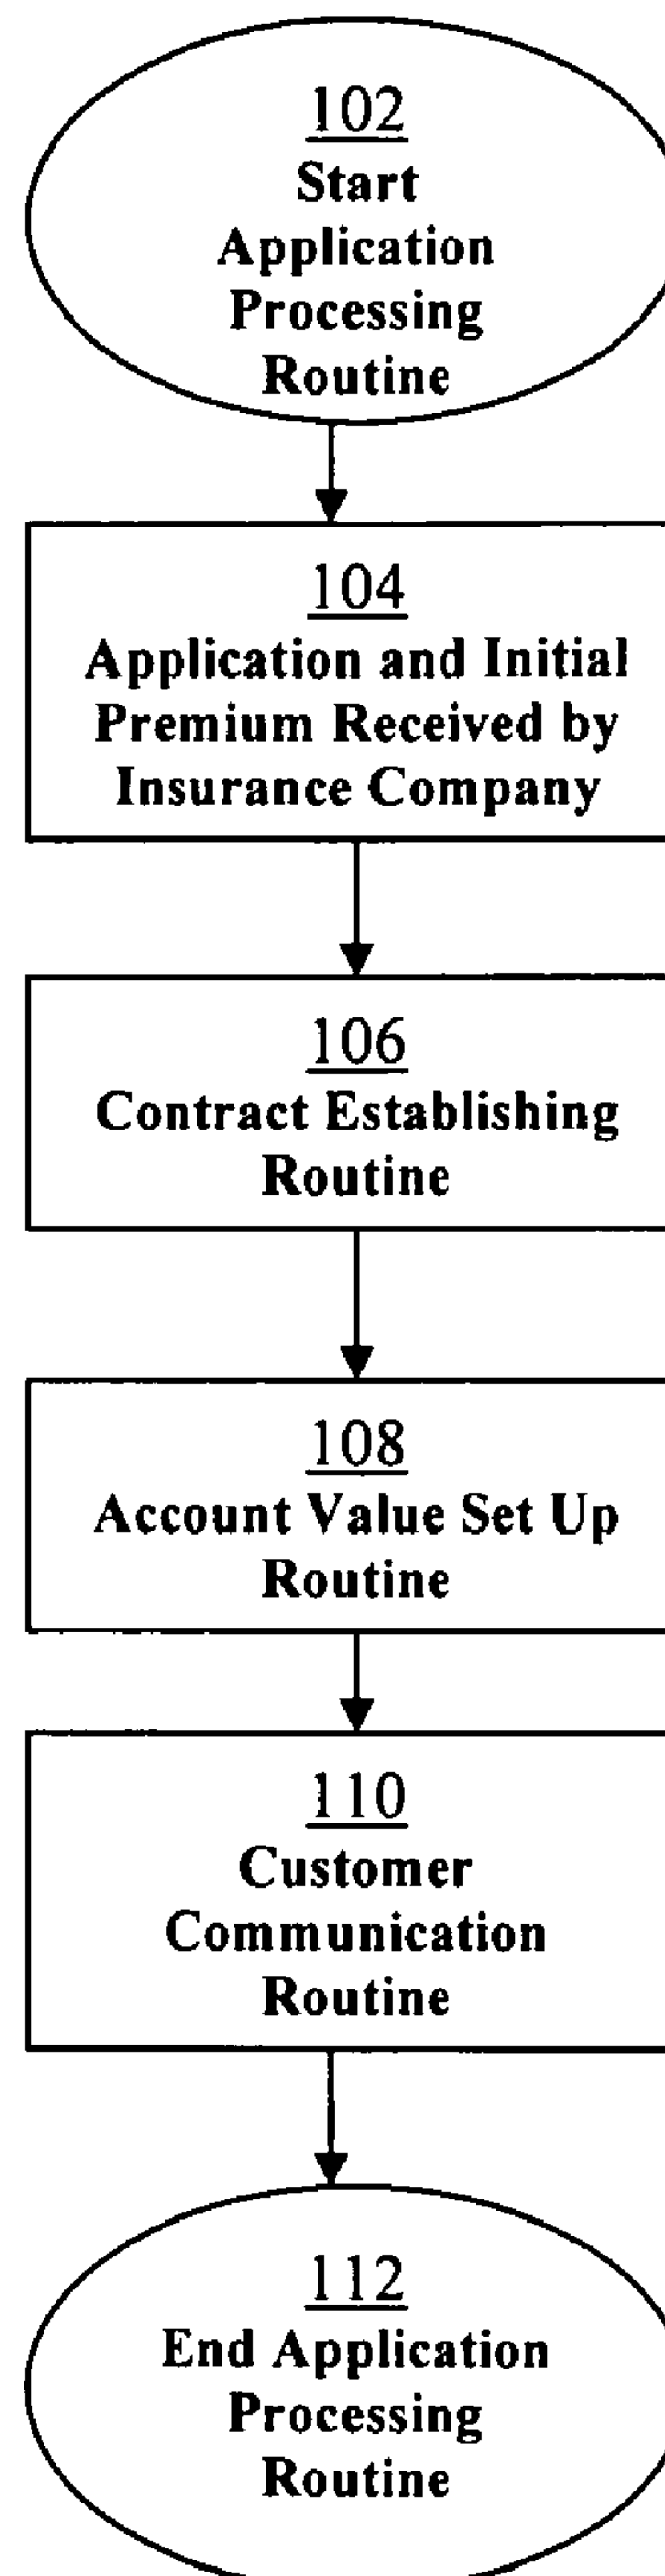 102
Start
Application
Processing
Routine
104
Application and Initial
Premium Received by
Insurance Company
106
Contract Establishing
Routine
108
Account Value Set Up
Routine
110
Customer
Communication
Routine
112
End Application
Processing
Routine